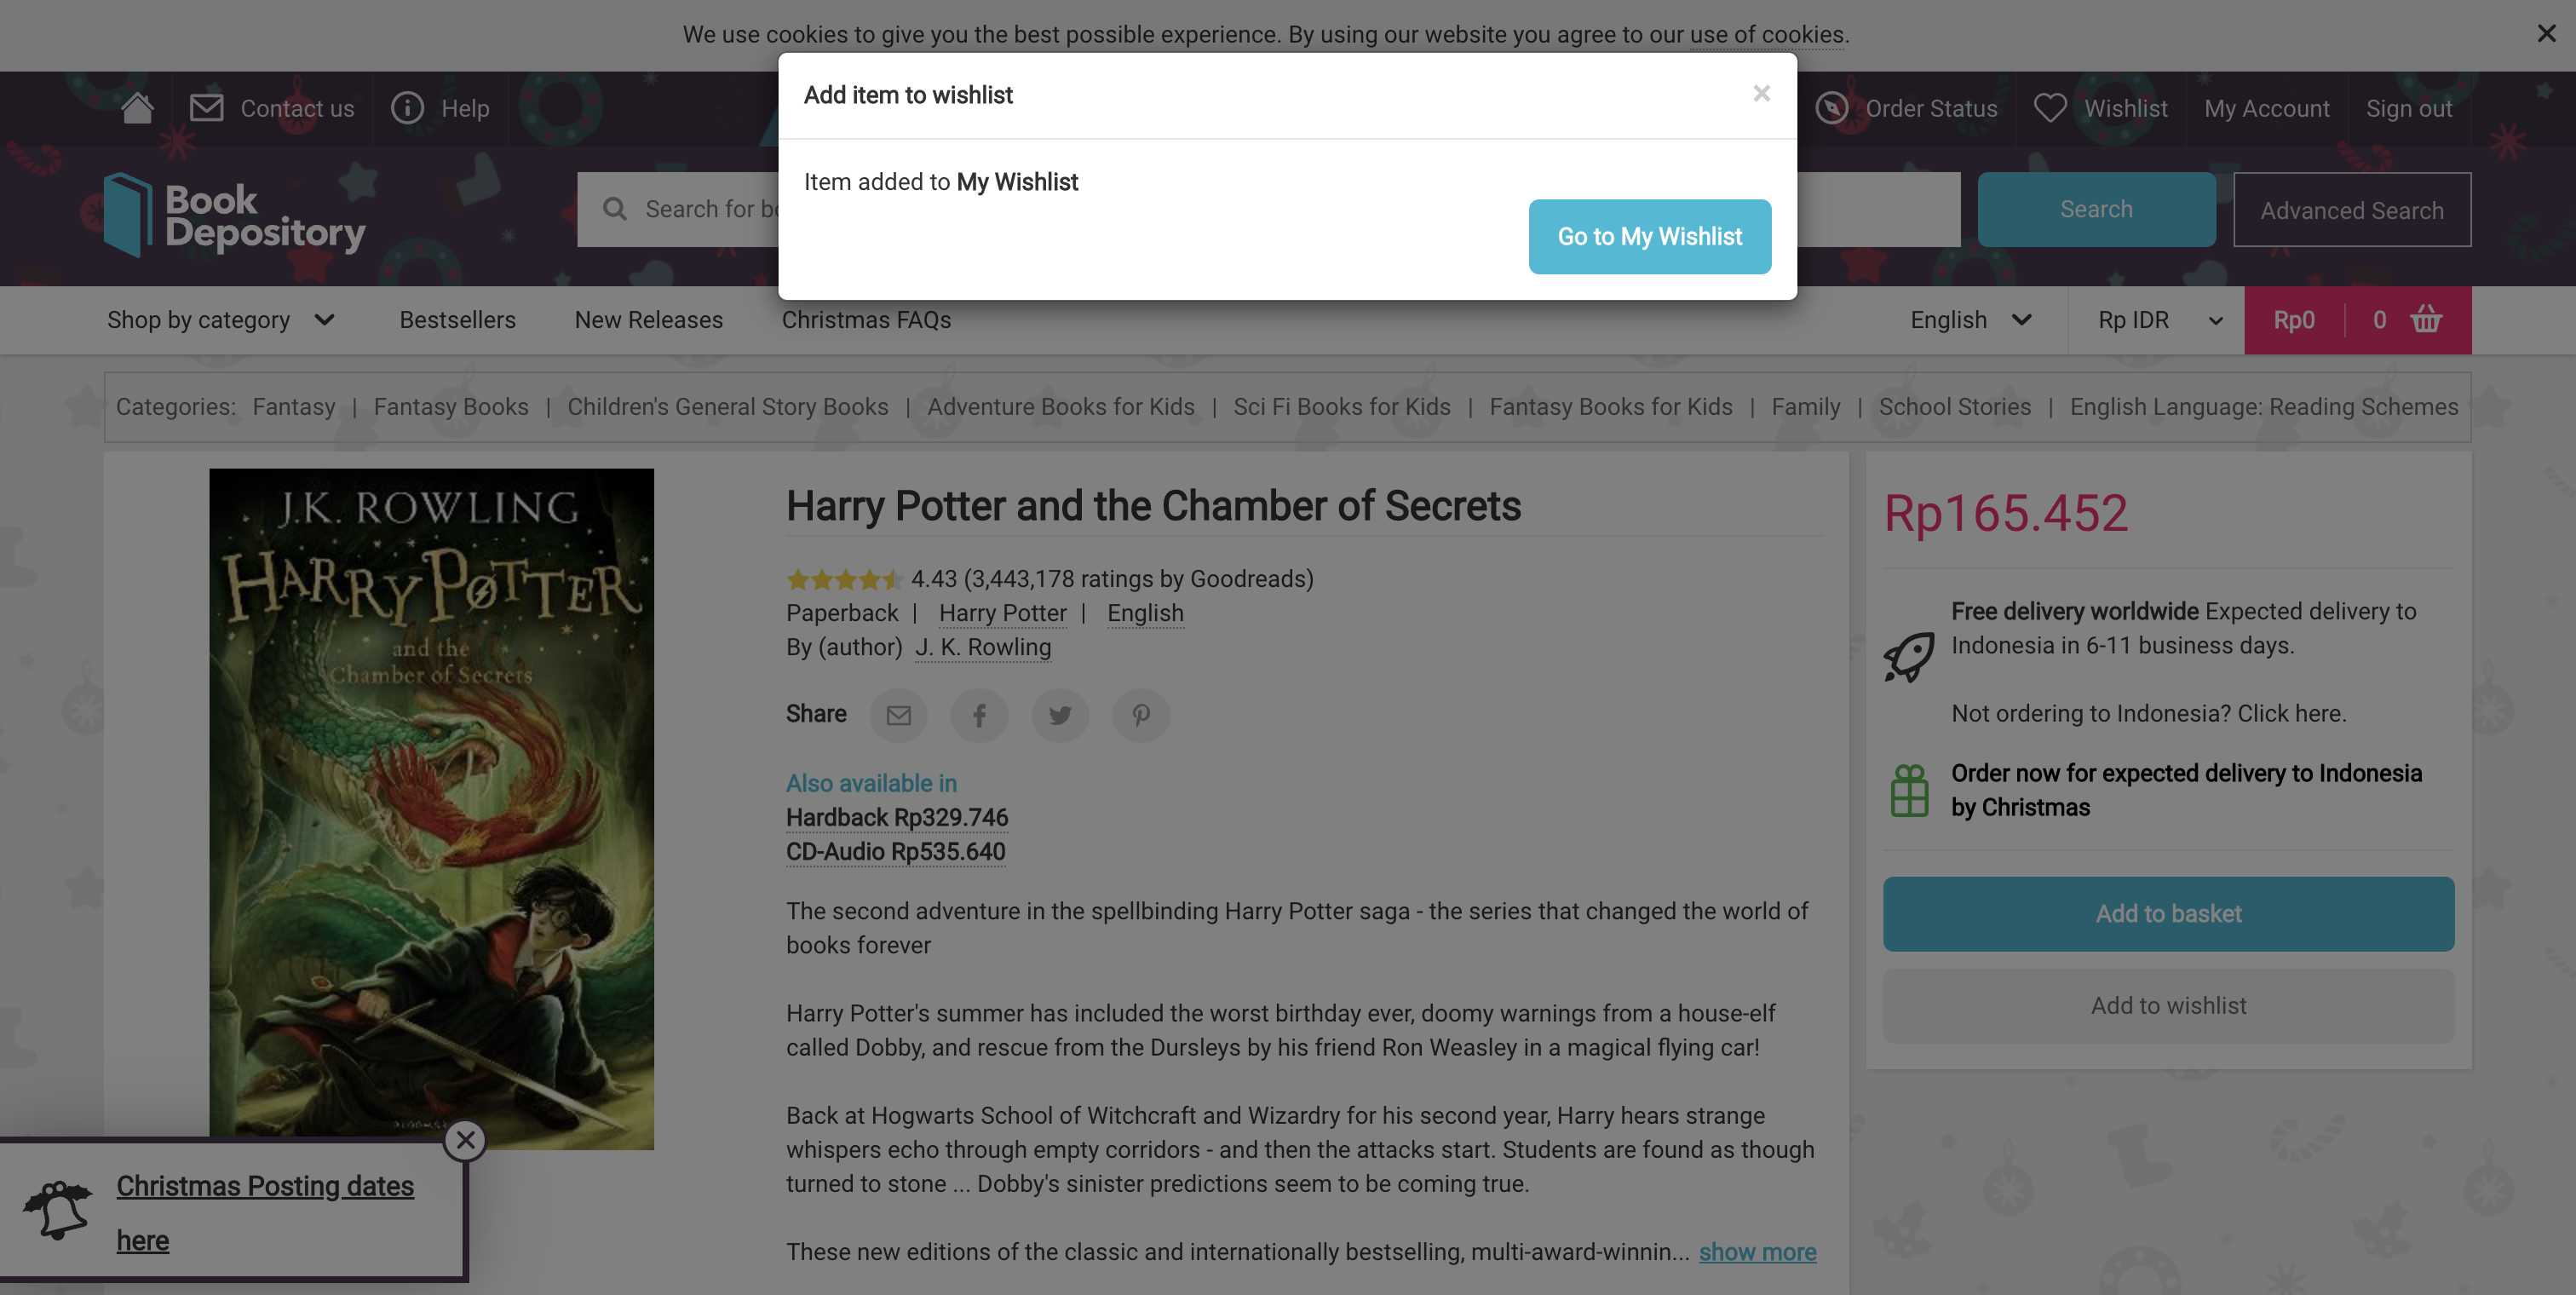 We use cookies to give you the best possible experience. By using our website you agree to our use of cookies.
Add item to wishlist
×
Item added to My Wishlist
Go to My Wishlist
Contact us
Help
Order Status
Wishlist
My Account
Sign out
Book
Depository
Search for bo
Search
Advanced Search
Shop by category
Bestsellers
New Releases
Christmas FAQs
English
Rp IDR
Rp0
0
Categories: Fantasy | Fantasy Books | Children's General Story Books | Adventure Books for Kids | Sci Fi Books for Kids | Fantasy Books for Kids | Family | School Stories | English Language: Reading Schemes
J.K. ROWLING
HARRY POTTER
and the
Chamber of Secrets
Harry Potter and the Chamber of Secrets
4.43 (3,443,178 ratings by Goodreads)
Paperback | Harry Potter | English
By (author) J. K. Rowling
Share
Also available in
Hardback Rp329.746
CD-Audio Rp535.640
The second adventure in the spellbinding Harry Potter saga - the series that changed the world of
books forever
Harry Potter's summer has included the worst birthday ever, doomy warnings from a house-elf
called Dobby, and rescue from the Dursleys by his friend Ron Weasley in a magical flying car!
Back at Hogwarts School of Witchcraft and Wizardry for his second year, Harry hears strange
whispers echo through empty corridors - and then the attacks start. Students are found as though
turned to stone ... Dobby's sinister predictions seem to be coming true.
These new editions of the classic and internationally bestselling, multi-award-winnin... show more
Rp165.452
Free delivery worldwide Expected delivery to
Indonesia in 6-11 business days.
Not ordering to Indonesia? Click here.
Order now for expected delivery to Indonesia
by Christmas
Add to basket
Add to wishlist
Christmas Posting dates
here